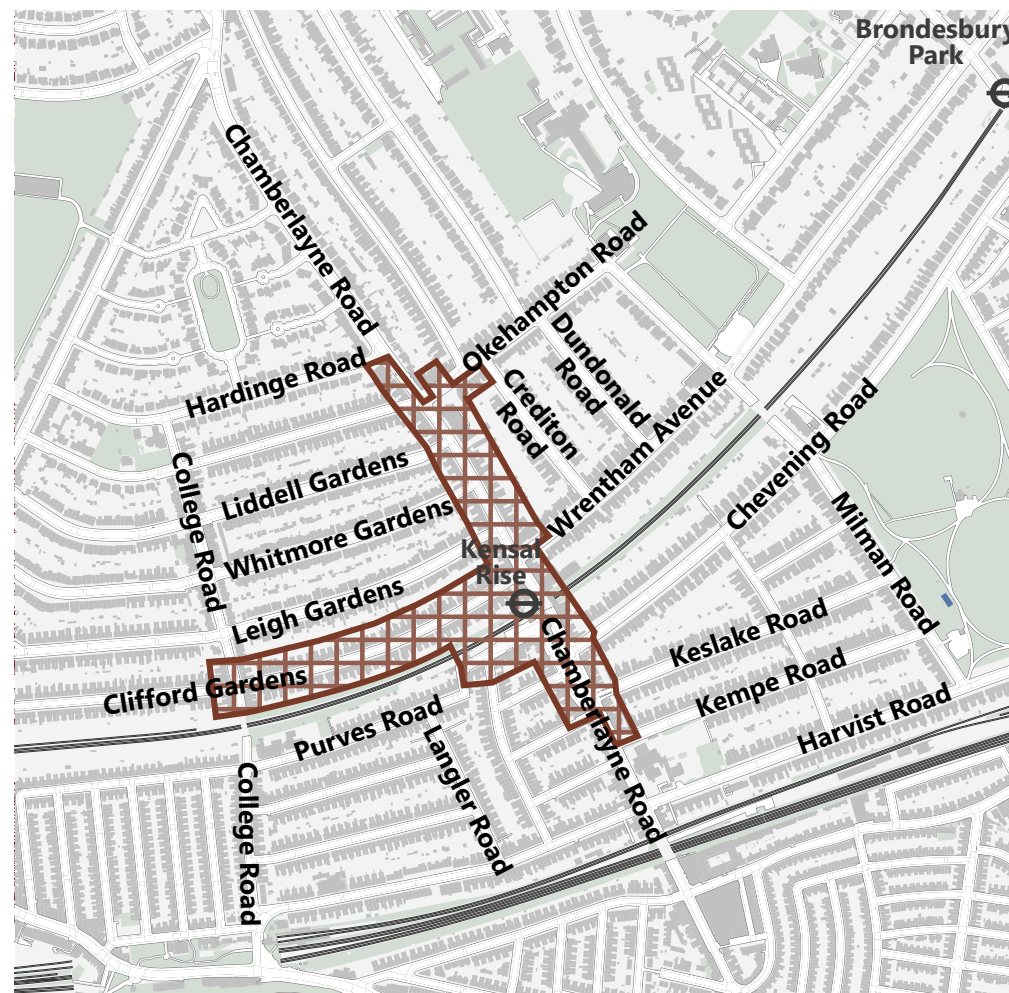 Brondesbury
Park
Chamberlayne Road
Okehampton Road
Dundonald
Road
Hardinge Road
Crediton
Road
Wrentham Avenue
Chevening Road
College Road
Liddell Gardens
Milman Road
Whitmore Gardens
Kensal
Rise
Leigh Gardens
Keslake Road
Chamberlayne Road
Clifford Gardens
Kempe Road
Purves Road
Harvist Road
Langler Road
College Road